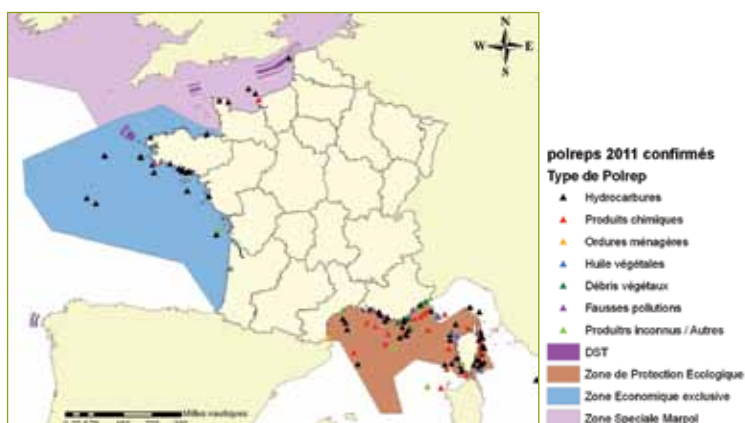 N
W E
S
polreps 2011 confirmés
Type de Polrep
Hydrocarbures
Produits chimiques
Ordures ménagères
Huile végétales
Débris végétaux
Fausses pollutions
Produitrs inconnus / Autres
DST
Zone de Protection Ecologique
Zone Economique exclusive
Zone Speciale Marpol
Milles nautiques